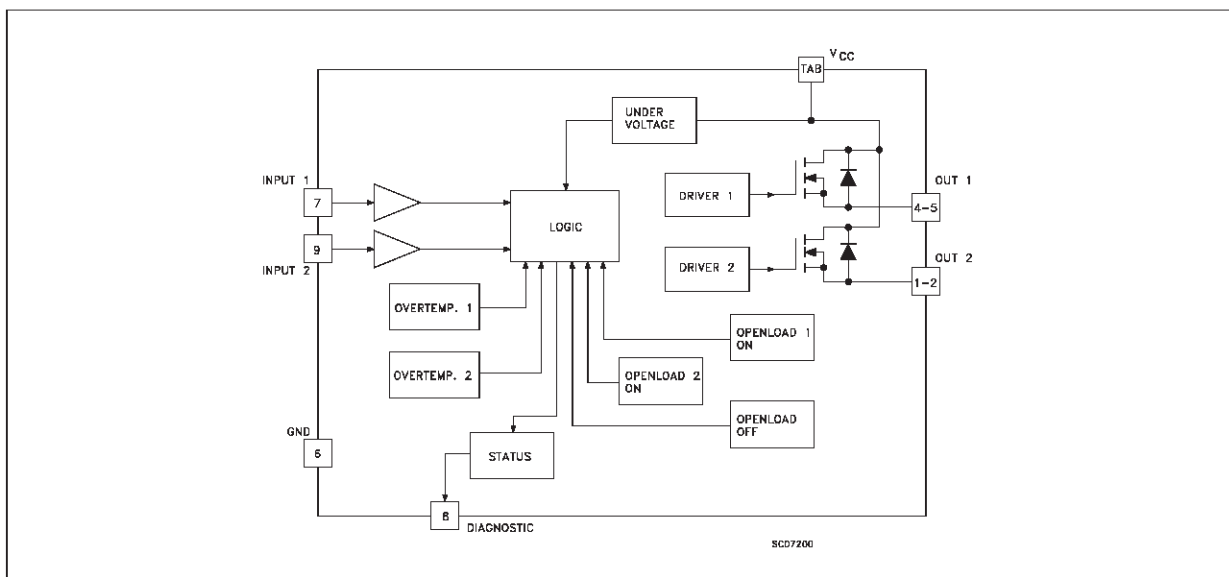 VCC
TAB
UNDER
VOLTAGE
INPUT 1
7
DRIVER 1
OUT 1
4-5
LOGIC
9
INPUT 2
DRIVER 2
OUT 2
1-2
OVERTEMP. 1
OPENLOAD 1
ON
OVERTEMP. 2
OPENLOAD 2
ON
OPENLOAD
OFF
GND
6
STATUS
8
DIAGNOSTIC
SC07200